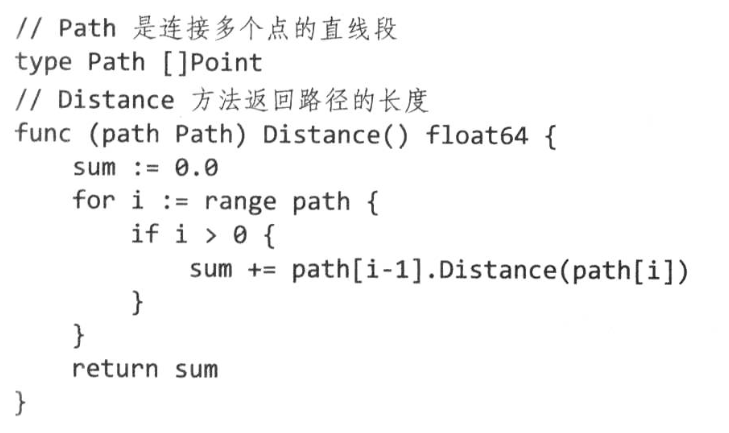 // Path 是连接多个点的直线段
type Path []Point
// Distance 方法返回路径的长度
func (path Path) Distance() float64 {
    sum := 0.0
    for i := range path {
        if i > 0 {
            sum += path[i-1].Distance(path[i])
        }
    }
    return sum
}